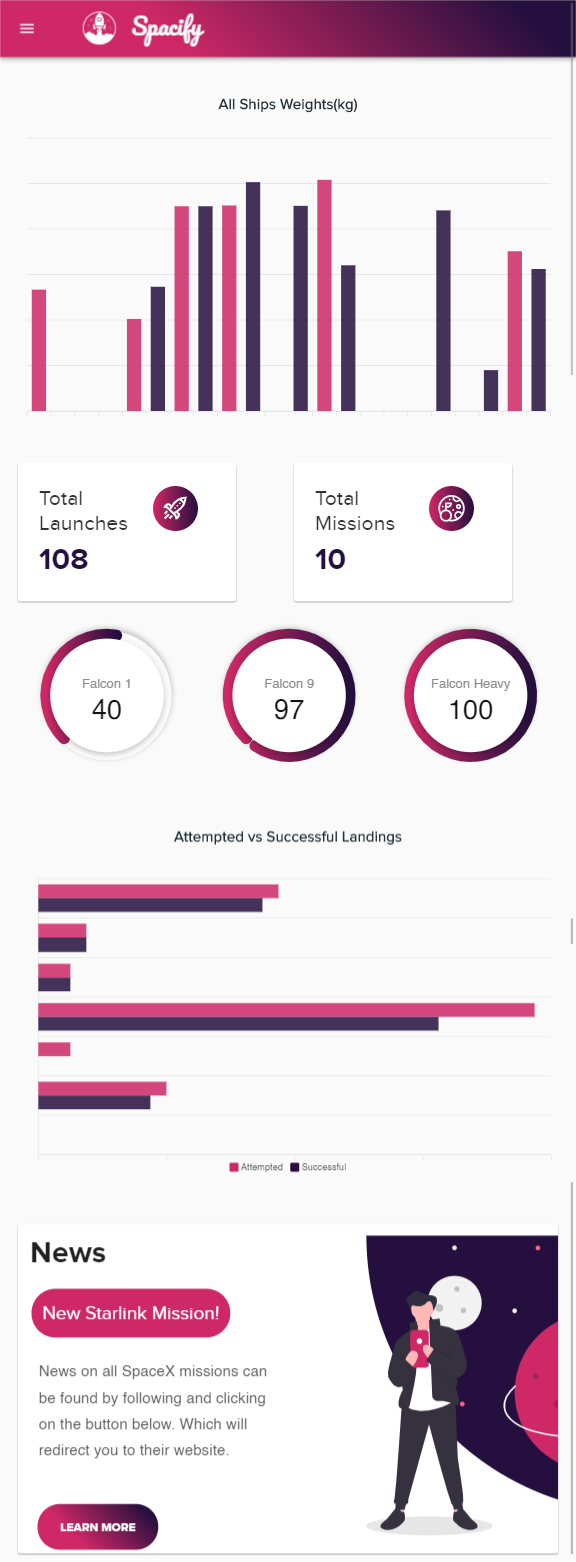 Spacify
All Ships Weights(kg)
Total
Launches
108
Total
Missions
10
Falcon 1
40
Falcon 9
97
Falcon Heavy
100
Attempted vs Successful Landings
Attempted Successful
News
New Starlink Mission!
News on all SpaceX missions can
be found by following and clicking
on the button below. Which will
redirect you to their website.
LEARN MORE